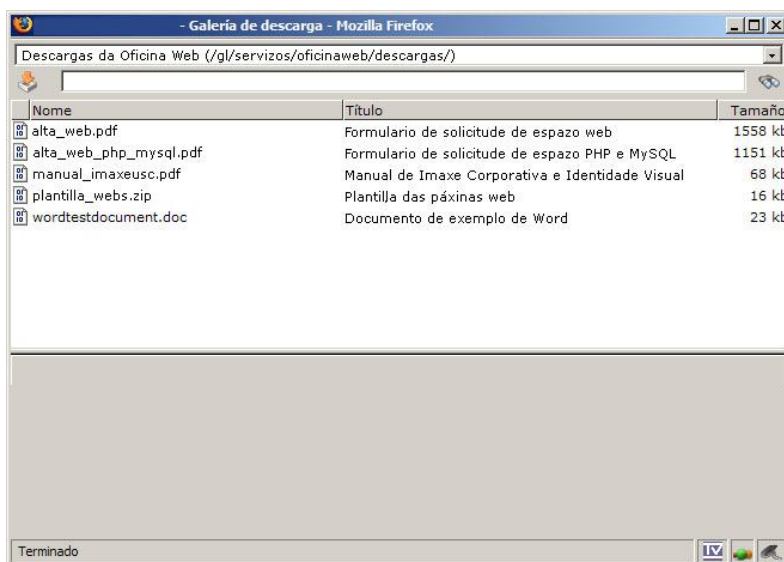 - Galería de descarga - Mozilla Firefox
Descargas da Oficina Web (/gl/servizos/oficinaweb/descargas/)
Nome Título Tamaño
alta_web.pdf Formulario de solicitude de espazo web 1558 kb
alta_web_php_mysql.pdf Formulario de solicitude de espazo PHP e MySQL 1151 kb
manual_imaxeusc.pdf Manual de Imaxe Corporativa e Identidade Visual 68 kb
plantilla_webs.zip Plantilla das páxinas web 16 kb
wordtestdocument.doc Documento de exemplo de Word 23 kb
Terminado